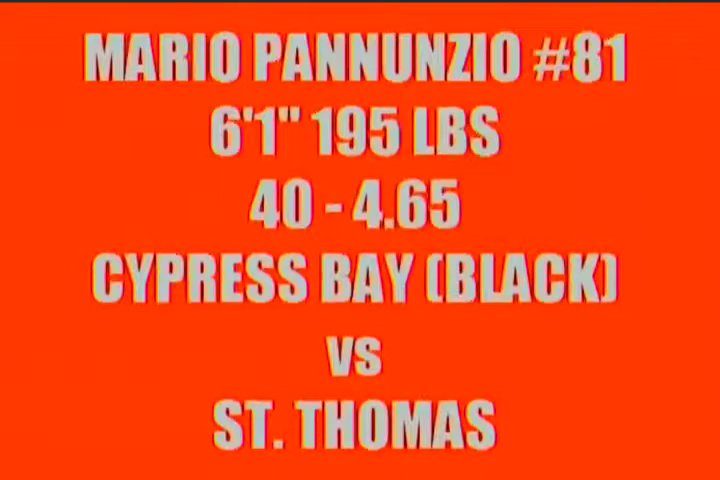 MARIO PANNUNZIO #81
6'1" 195 LBS
40 - 4.65
CYPRESS BAY (BLACK)
VS
ST. THOMAS